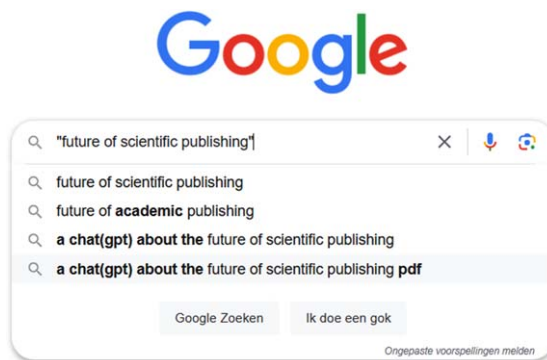 Google
"future of scientific publishing"
future of scientific publishing
future of academic publishing
a chat(gpt) about the future of scientific publishing
a chat(gpt) about the future of scientific publishing pdf
Google Zoeken Ik doe een gok
Ongepaste voorspellingen melden